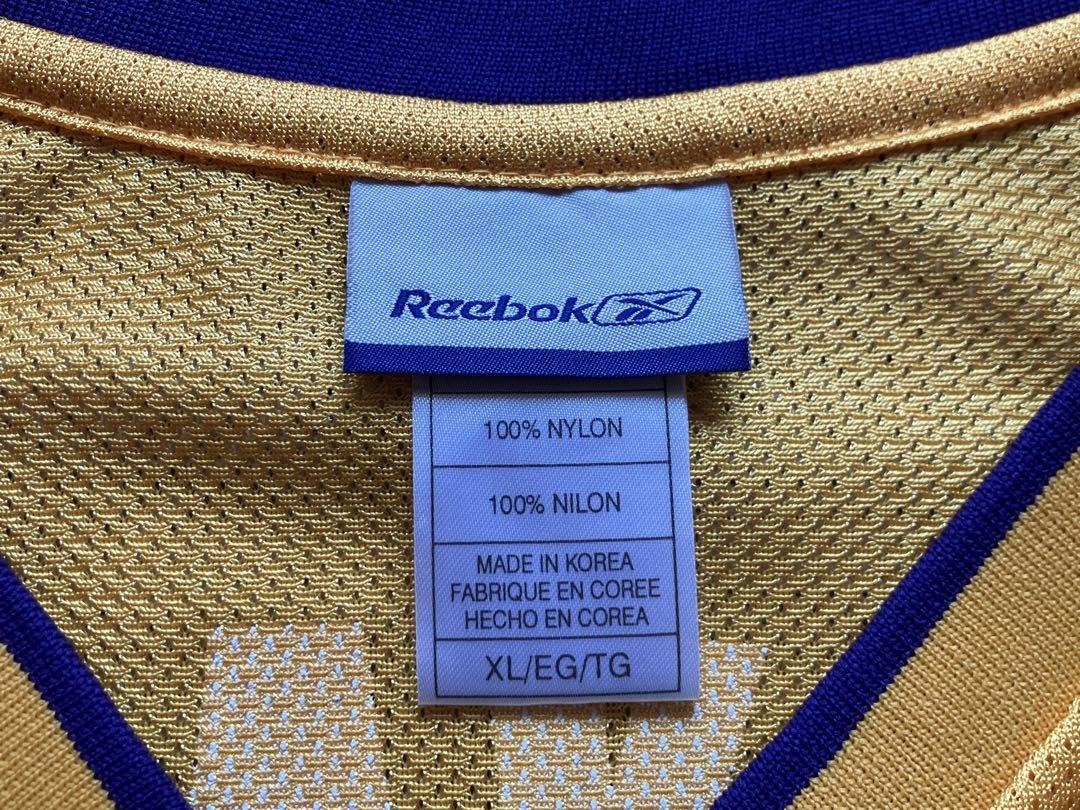 Reebok
100% NYLON
100% NILON
MADE IN KOREA
FABRIQUE EN COREE
HECHO EN COREA
XL/EG/TG